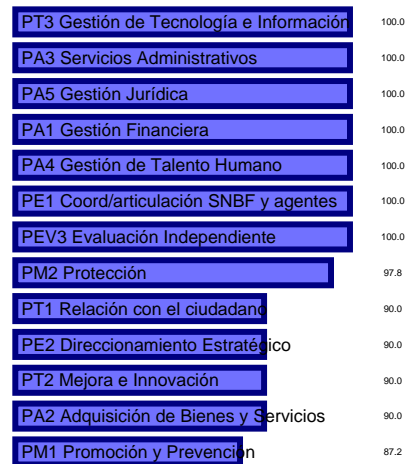 PT3 Gestión de Tecnología e Información 100.0
PA3 Servicios Administrativos 100.0
PA5 Gestión Jurídica 100.0
PA1 Gestión Financiera 100.0
PA4 Gestión de Talento Humano 100.0
PE1 Coord/articulación SNBF y agentes 100.0
PEV3 Evaluación Independiente 100.0
PM2 Protección 97.8
PT1 Relación con el ciudadano 90.0
PE2 Direccionamiento Estratégico 90.0
PT2 Mejora e Innovación 90.0
PA2 Adquisición de Bienes y Servicios 90.0
PM1 Promoción y Prevención 87.2